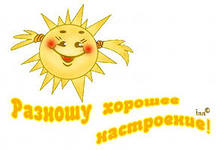 Разношу хорошее
настроение!